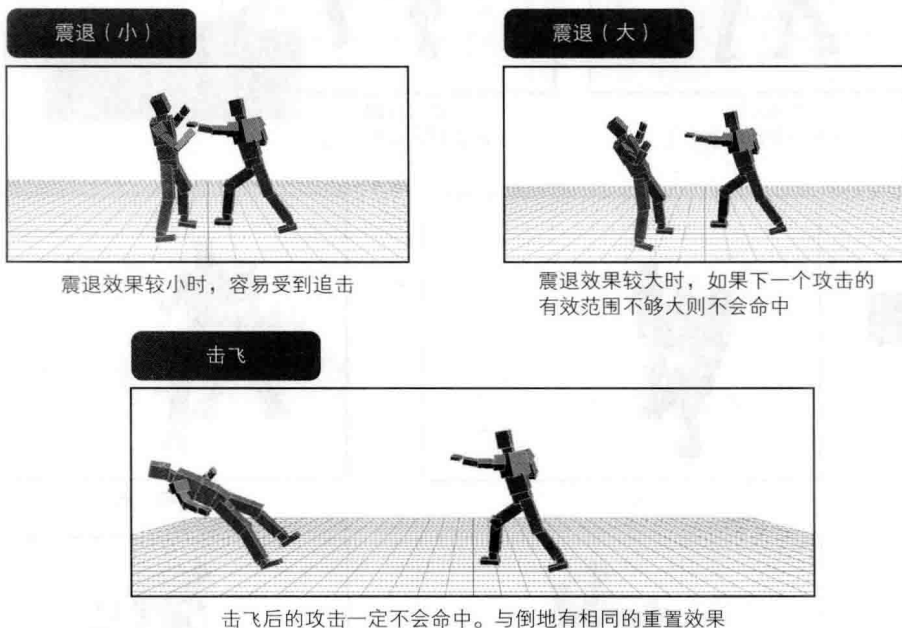 震退（小）
震退（大）
震退效果较小时，容易受到追击
震退效果较大时，如果下一个攻击的
有效范围不够大则不会命中
击飞
击飞后的攻击一定不会命中。与倒地有相同的重置效果